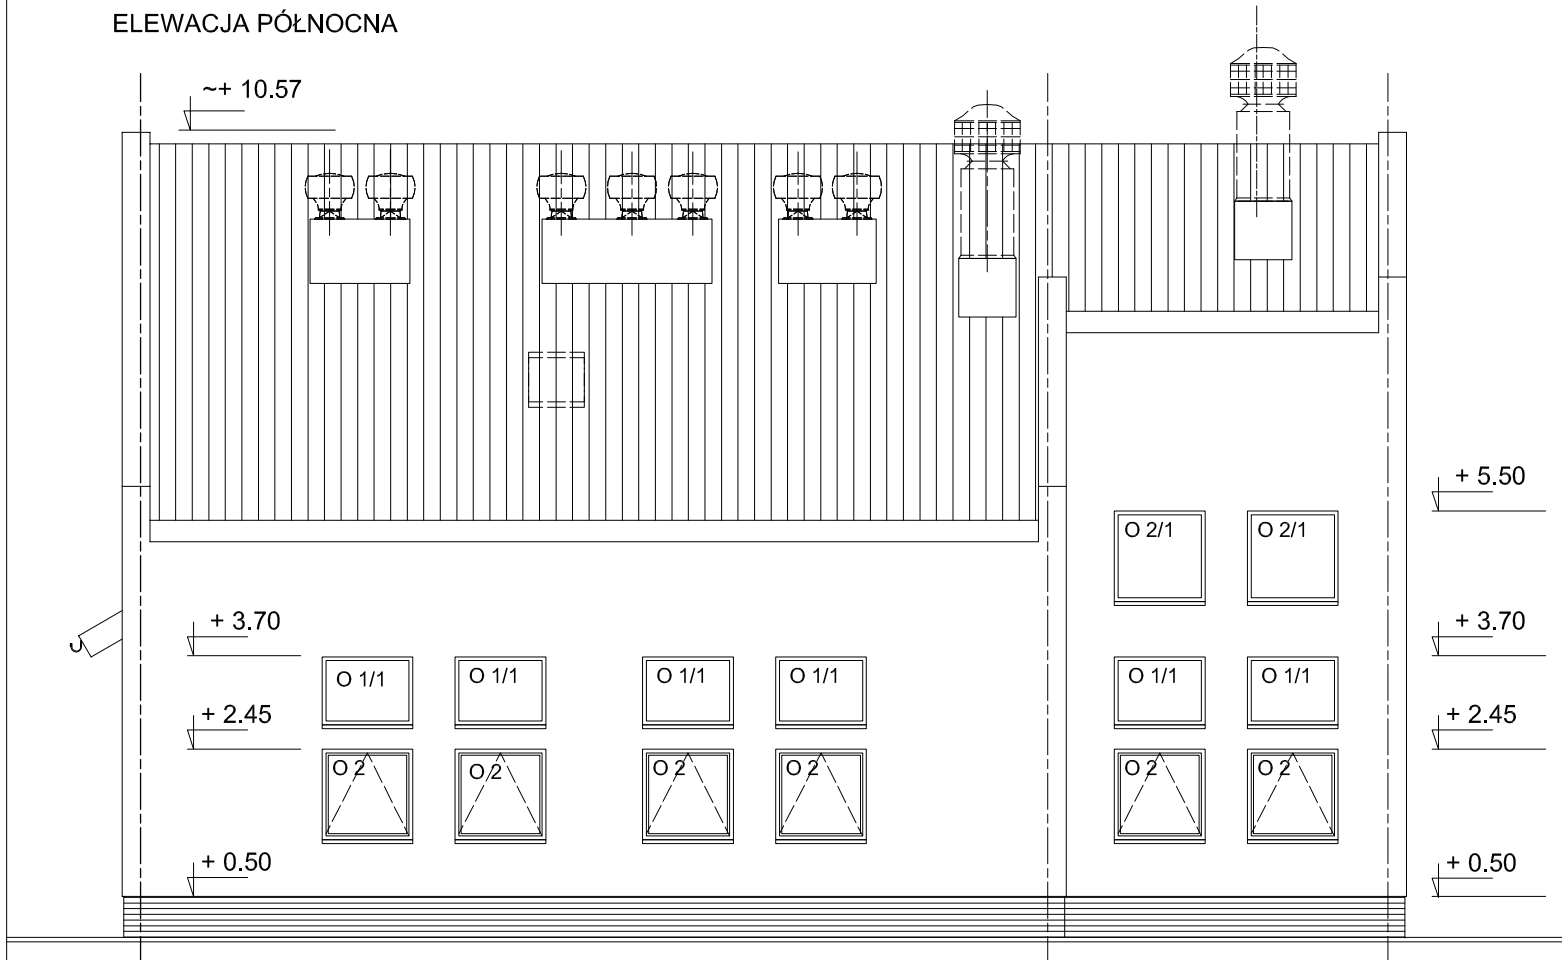 ELEWACJA PÓŁNOCNA
~+ 10.57
+ 5.50
O 2/1 O 2/1
+ 3.70 + 3.70
O 1/1 O 1/1 O 1/1 O 1/1 O 1/1 O 1/1
+ 2.45 + 2.45
O 2 O 2 O 2 O 2 O 2 O 2
+ 0.50 + 0.50